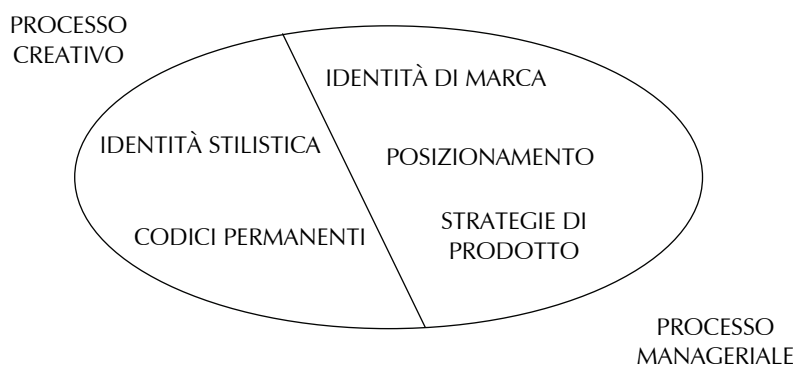 PROCESSO
CREATIVO
IDENTITÀ DI MARCA
IDENTITÀ STILISTICA
POSIZIONAMENTO
CODICI PERMANENTI
STRATEGIE DI
PRODOTTO
PROCESSO
MANAGERIALE